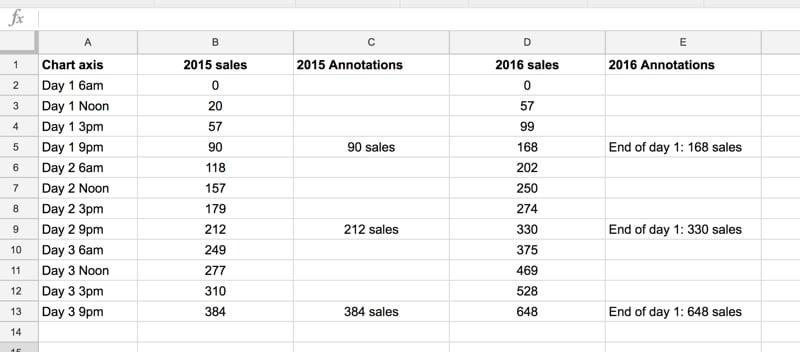 fx
A B C D E
1 Chart axis 2015 sales 2015 Annotations 2016 sales 2016 Annotations
2 Day 1 6am 0 0
3 Day 1 Noon 20 57
4 Day 1 3pm 57 99
5 Day 1 9pm 90 90 sales 168 End of day 1: 168 sales
6 Day 2 6am 118 202
7 Day 2 Noon 157 250
8 Day 2 3pm 179 274
9 Day 2 9pm 212 212 sales 330 End of day 1: 330 sales
10 Day 3 6am 249 375
11 Day 3 Noon 277 469
12 Day 3 3pm 310 528
13 Day 3 9pm 384 384 sales 648 End of day 1: 648 sales
14
15